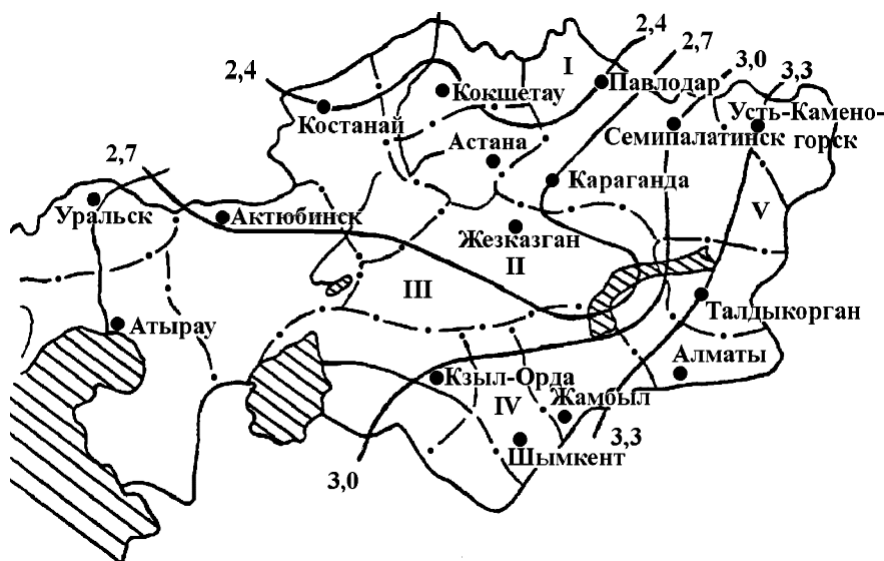 2,4
2,7
I
3,0
3,3
2,4
Павлодар
Кокшетау
Костанай
Семипалатинск
Усть-Камено-
горск
Астана
2,7
Караганда
Уральск
Актюбинск
V
Жезказган
II
III
Талдыкорган
Атырау
Алматы
Кзыл-Орда
IV
Жамбыл
3,3
Шымкент
3,0